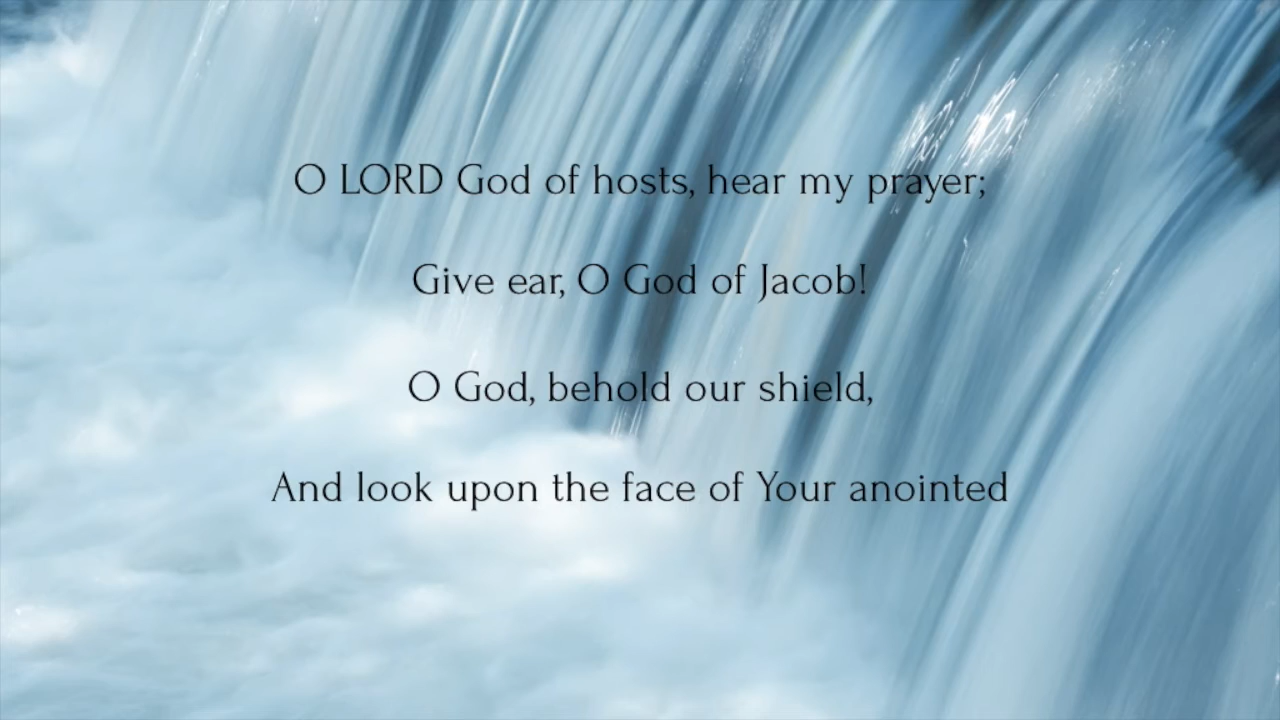 O LORD God of hosts, hear my prayer;
Give ear, O God of Jacob!
O God, behold our shield,
And look upon the face of Your anointed